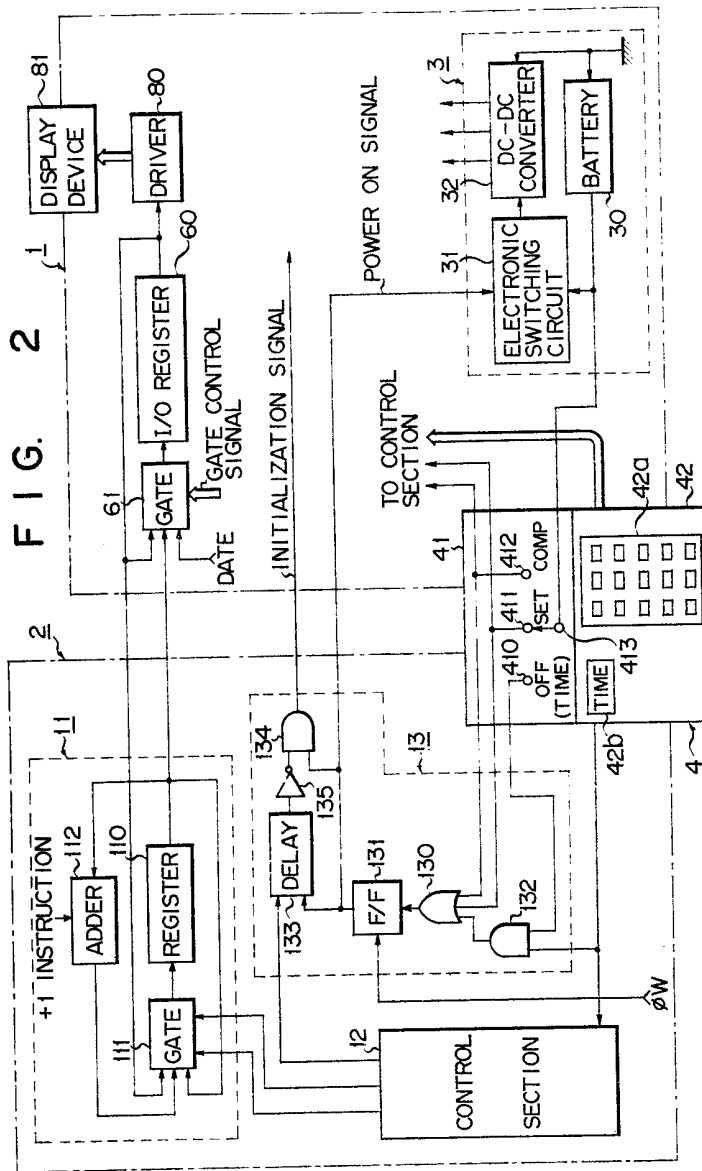 FIG. 2
1
81
DISPLAY
DEVICE
80
DRIVER
60
I/O REGISTER
61
GATE
GATE CONTROL
SIGNAL
DATE
INITIALIZATION SIGNAL
POWER ON SIGNAL
3
32
DC-DC
CONVERTER
31
ELECTRONIC
SWITCHING
CIRCUIT
BATTERY
30
2
11
+1 INSTRUCTION
112
ADDER
110
REGISTER
111
GATE
134
135
13
DELAY
133
131
F/F
130
132
12
CONTROL
SECTION
øW
TO CONTROL
SECTION
41
412
COMP
411
SET
410
OFF
(TIME)
413
42a
42
TIME
42b
4